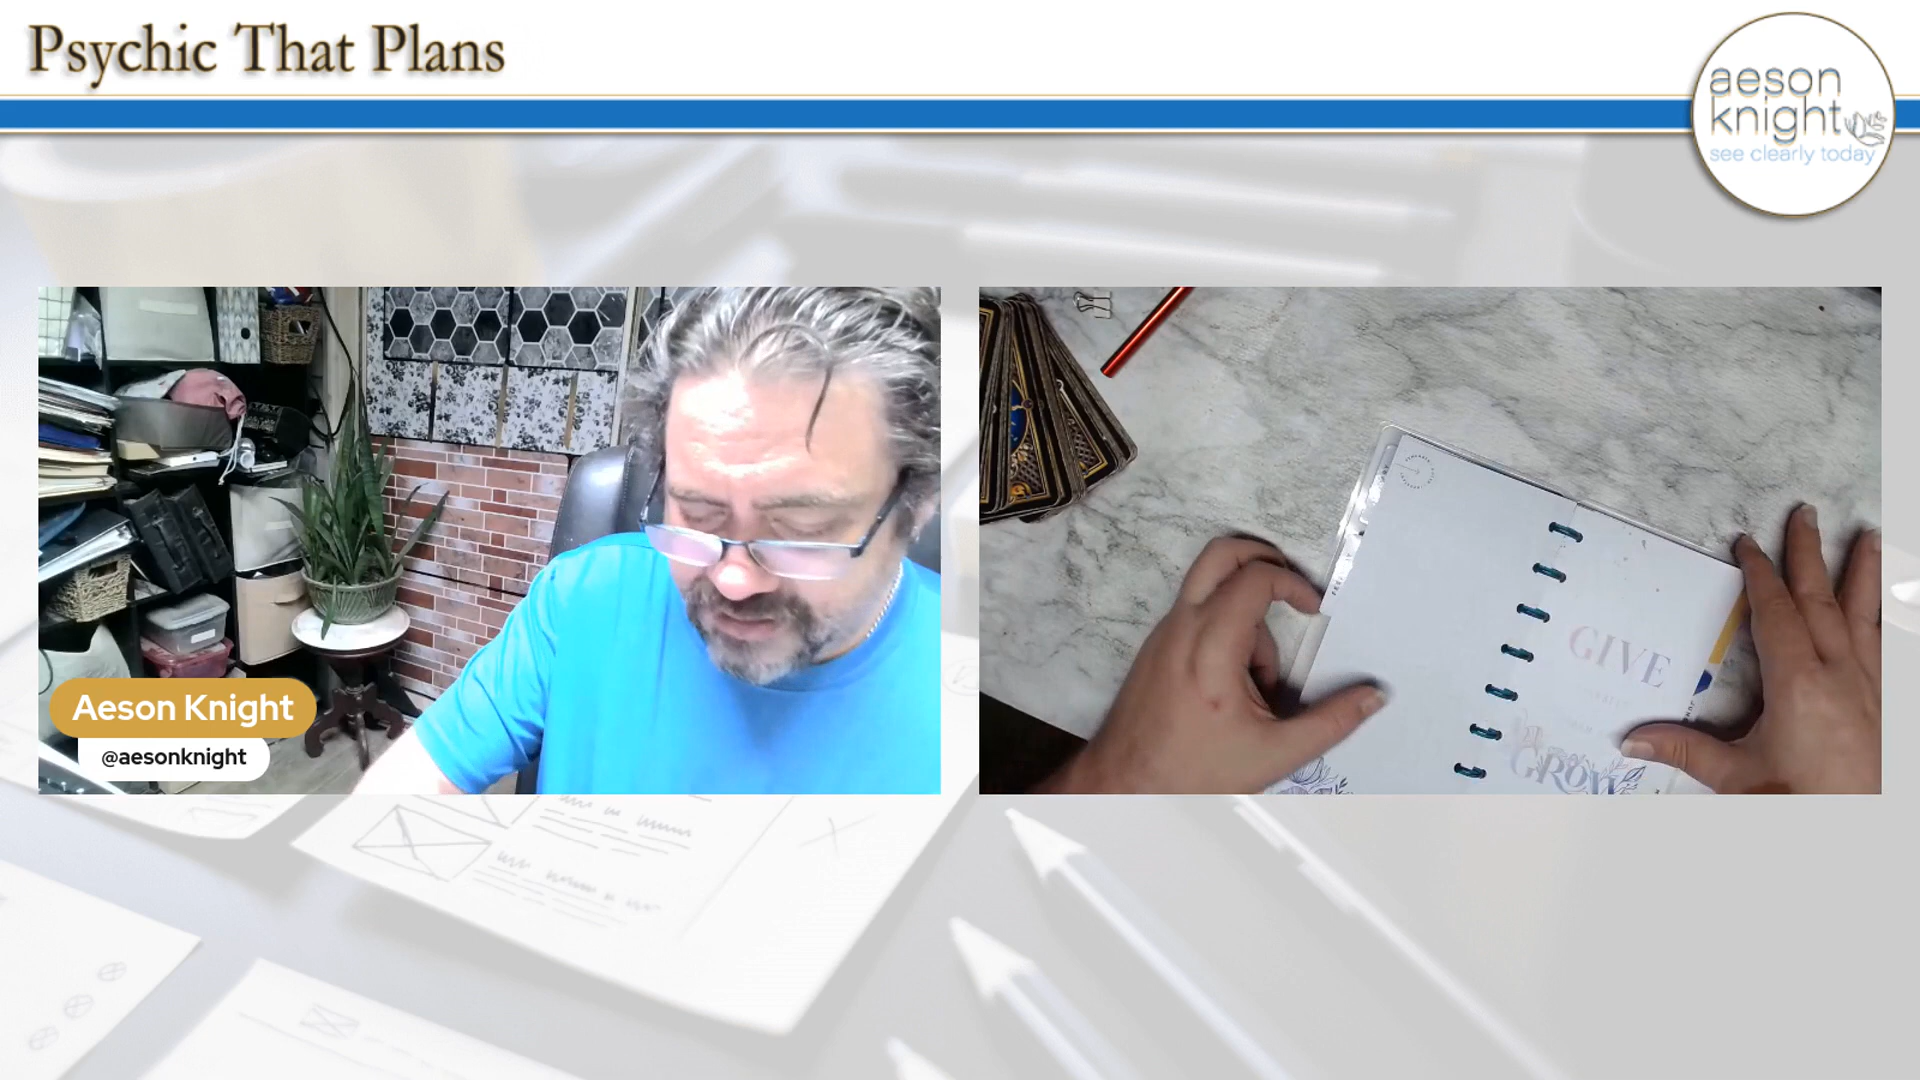 Psychic That Plans
aeson
knight
see clearly today
Aeson Knight
@aesonknight
GIVE
GROW